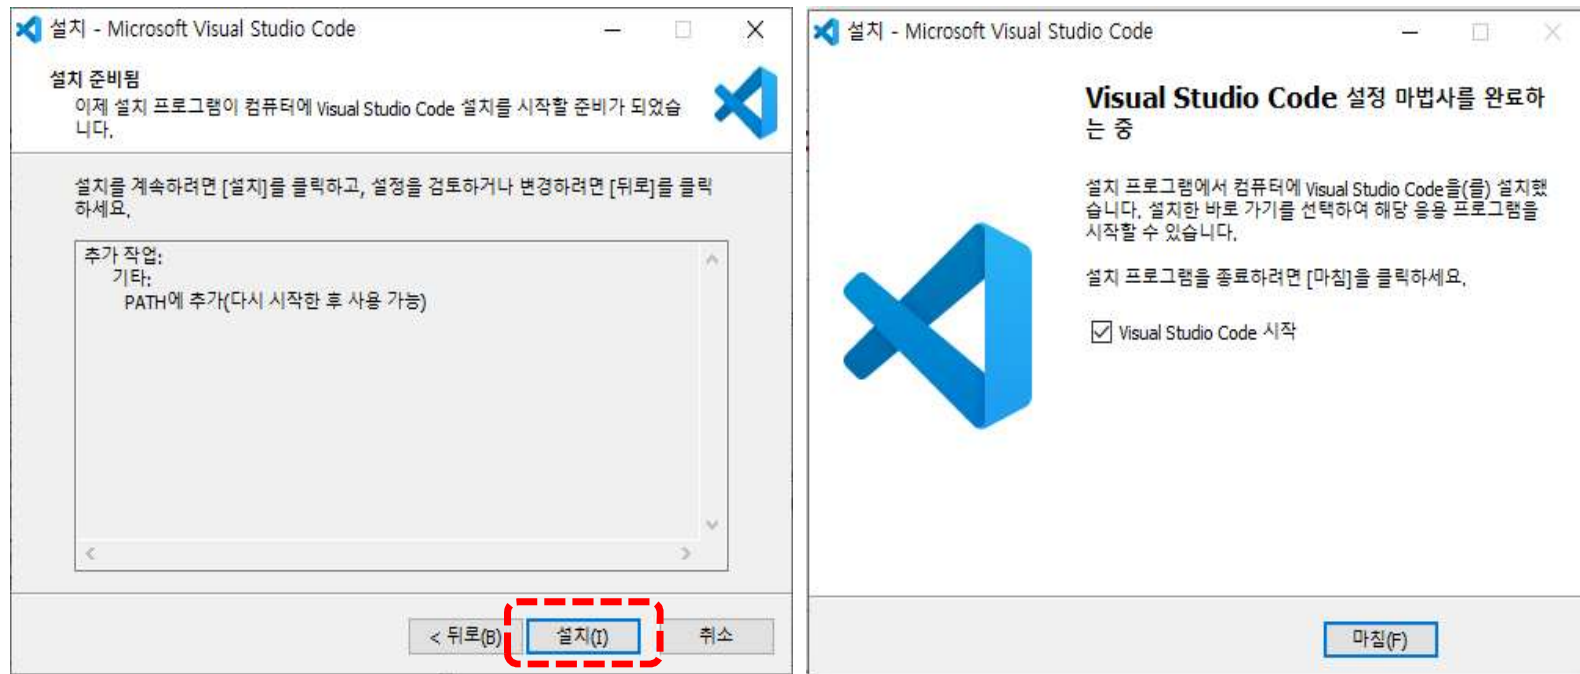 설치 - Microsoft Visual Studio Code
설치 준비됨
이제 설치 프로그램이 컴퓨터에 Visual Studio Code 설치를 시작할 준비가 되었습
니다.
설치를 계속하려면 [설치]를 클릭하고, 설정을 검토하거나 변경하려면 [뒤로]를 클릭
하세요.
추가 작업:
기타:
PATH에 추가(다시 시작한 후 사용 가능)
< 뒤로(B)
설치(I)
취소
설치 - Microsoft Visual Studio Code
Visual Studio Code 설정 마법사를 완료하
는 중
설치 프로그램에서 컴퓨터에 Visual Studio Code을(를) 설치했
습니다. 설치한 바로 가기를 선택하여 해당 응용 프로그램을
시작할 수 있습니다.
설치 프로그램을 종료하려면 [마침]을 클릭하세요.
Visual Studio Code 시작
마침(F)